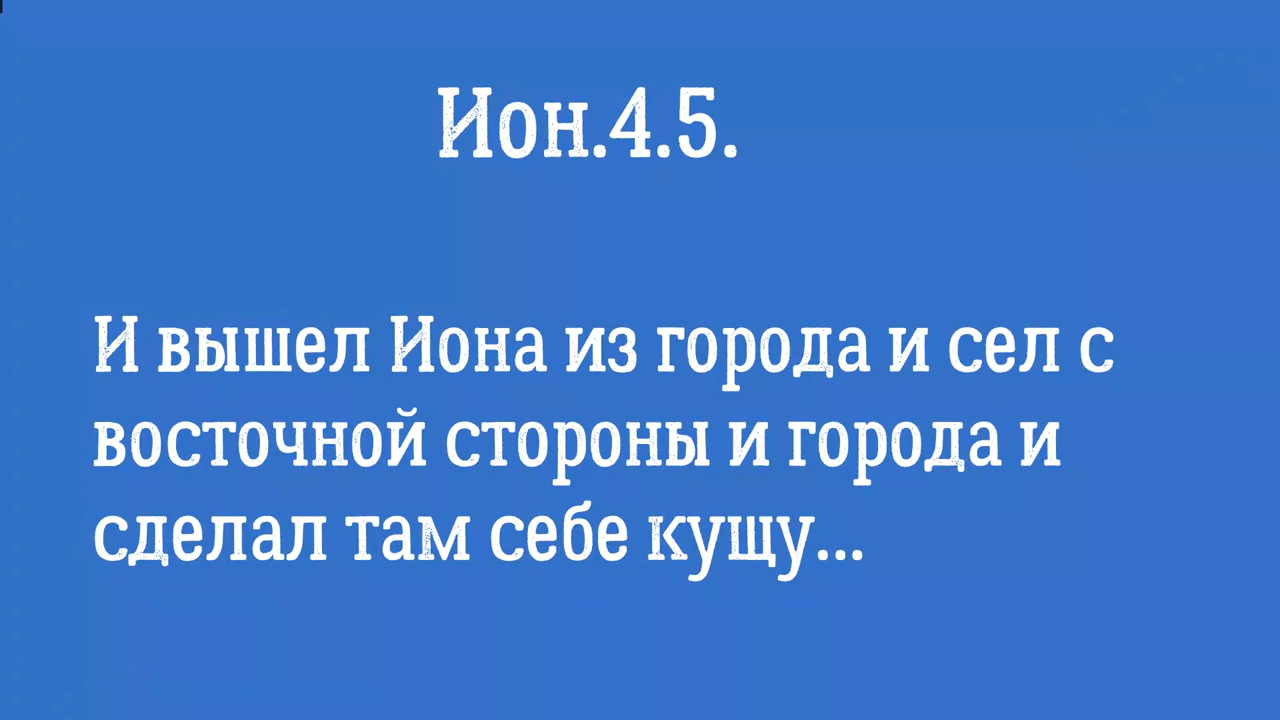 Ион.4.5.
И вышел Иона из города и сел с
восточной стороны и города и
сделал там себе кущу...